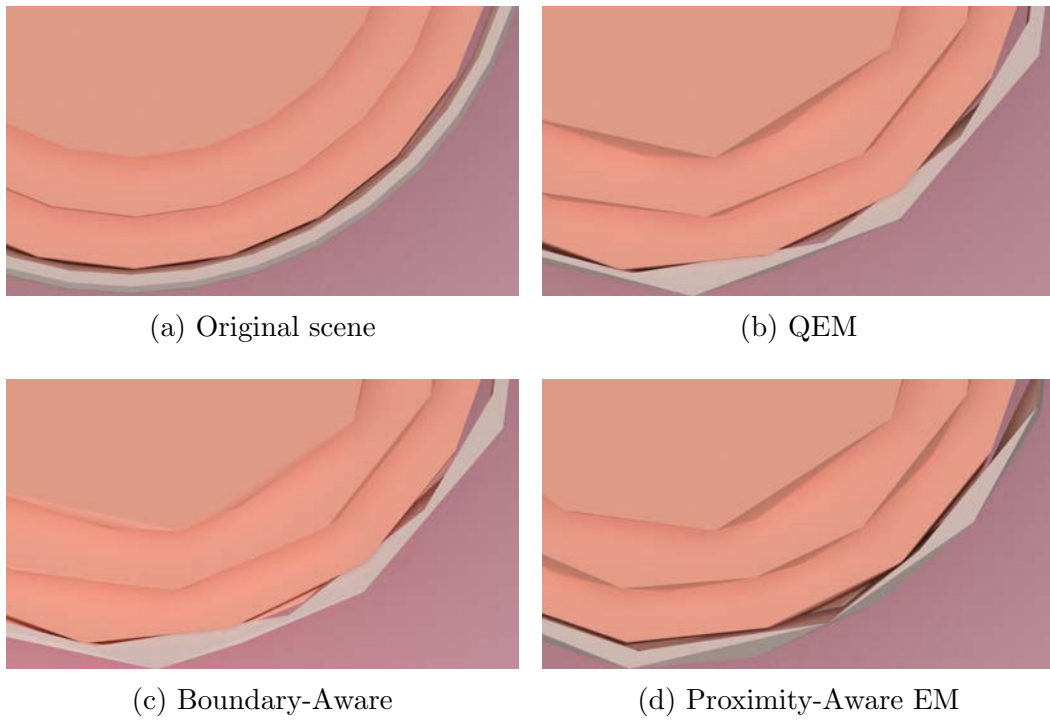 (a) Original scene
(b) QEM
(c) Boundary-Aware
(d) Proximity-Aware EM